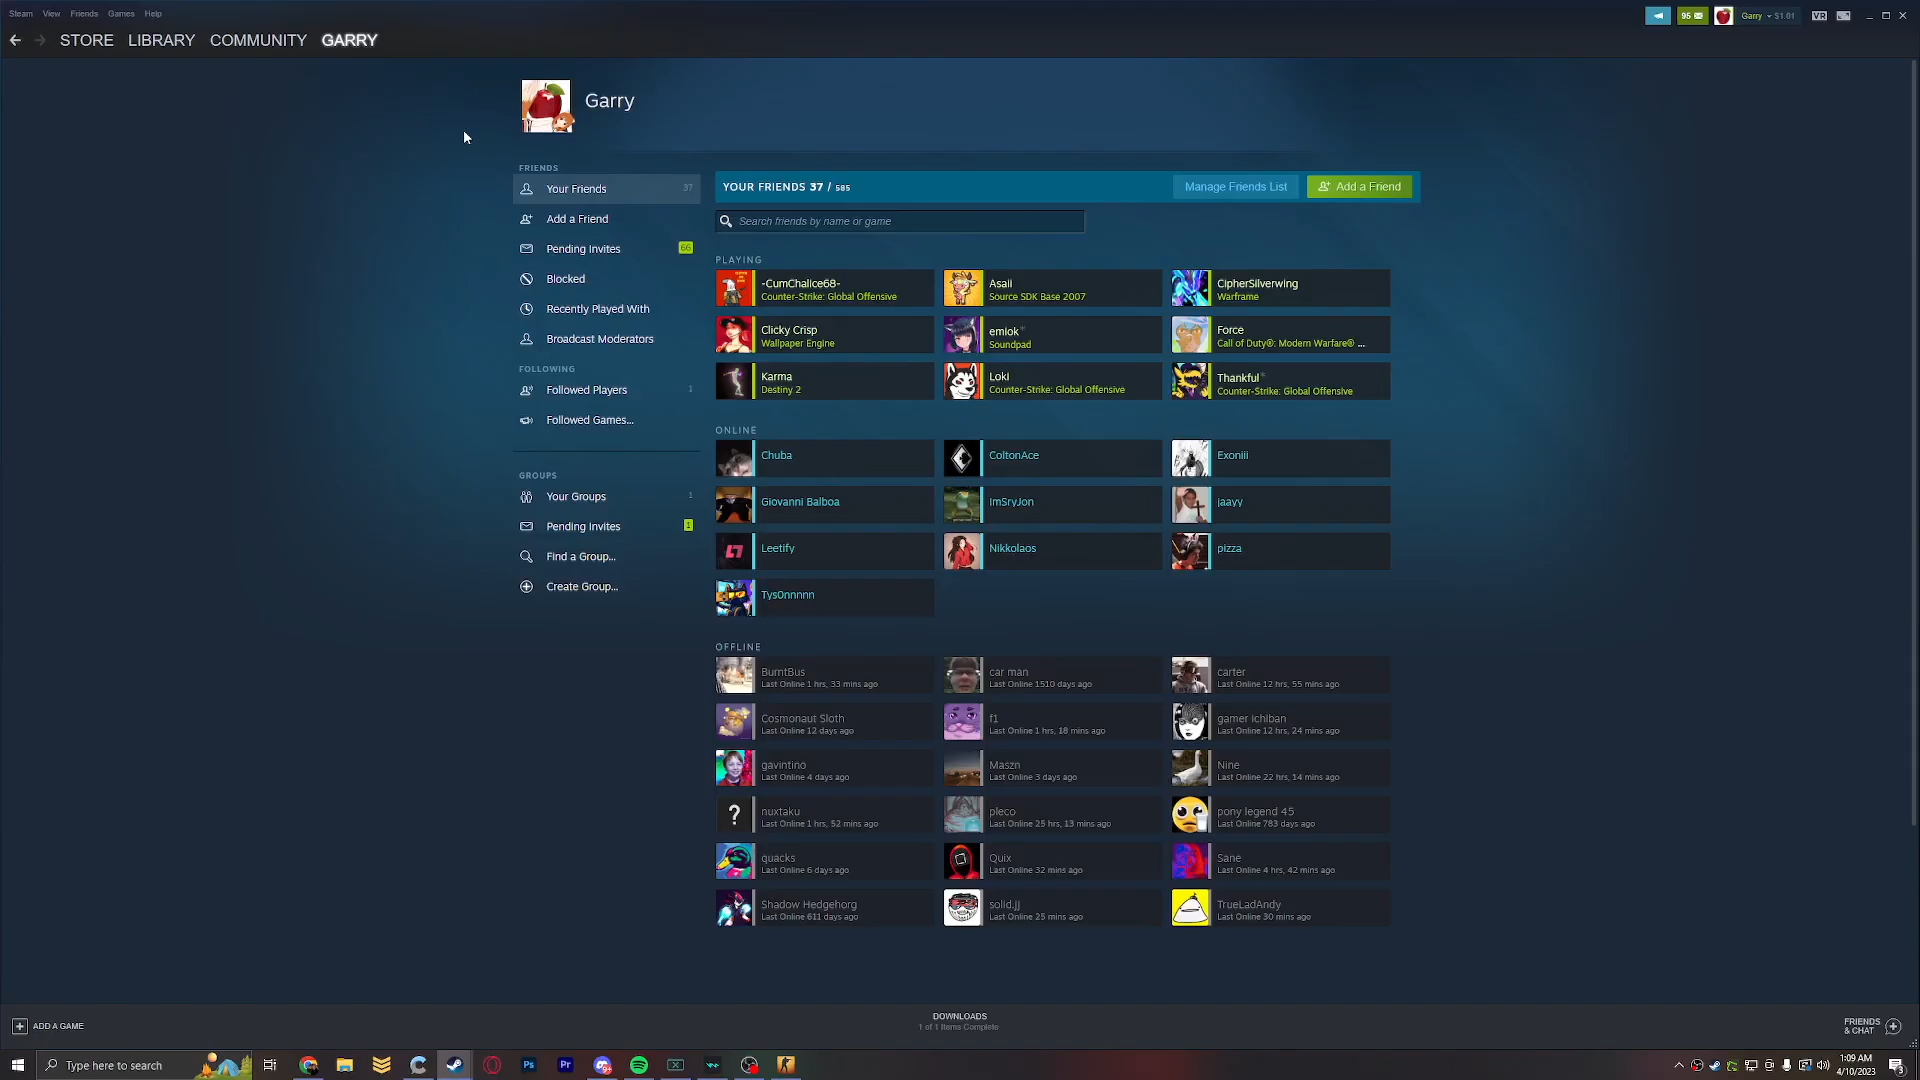 Steam View Friends Games Help
95 Garry $1.01 VR
STORE LIBRARY COMMUNITY GARRY
Garry
FRIENDS
Your Friends 37
Add a Friend
Pending Invites 66
Blocked
Recently Played With
Broadcast Moderators
FOLLOWING
Followed Players 1
Followed Games...
GROUPS
Your Groups 1
Pending Invites 1
Find a Group...
Create Group...
YOUR FRIENDS 37 / 585
Manage Friends List
Add a Friend
Search friends by name or game
PLAYING
-CumChalice68-
Counter-Strike: Global Offensive
Asaii
Source SDK Base 2007
CipherSilverwing
Warframe
Clicky Crisp
Wallpaper Engine
emiok *
Soundpad
Force
Call of Duty®: Modern Warfare® ...
Karma
Destiny 2
Loki
Counter-Strike: Global Offensive
Thankful *
Counter-Strike: Global Offensive
ONLINE
Chuba
ColtonAce
Exoniii
Giovanni Balboa
ImSryJon
jaayy
Leetify
Nikkolaos
pizza
Tys0nnnnn
OFFLINE
BurntBus
Last Online 1 hrs, 33 mins ago
car man
Last Online 1510 days ago
carter
Last Online 12 hrs, 55 mins ago
Cosmonaut Sloth
Last Online 12 days ago
f1
Last Online 1 hrs, 18 mins ago
gamer ichiban
Last Online 12 hrs, 24 mins ago
gavintino
Last Online 4 days ago
Maszn
Last Online 3 days ago
Nine
Last Online 22 hrs, 14 mins ago
?
nuxtaku
Last Online 1 hrs, 52 mins ago
pleco
Last Online 25 hrs, 13 mins ago
pony legend 45
Last Online 783 days ago
quacks
Last Online 6 days ago
Quix
Last Online 32 mins ago
Sane
Last Online 4 hrs, 42 mins ago
Shadow Hedgehorg
Last Online 611 days ago
solid.jj
Last Online 25 mins ago
TrueLadAndy
Last Online 30 mins ago
ADD A GAME
DOWNLOADS
1 of 1 Items Complete
FRIENDS
& CHAT
Type here to search
Ps
Pr
9+
1:09 AM
4/10/2023
3